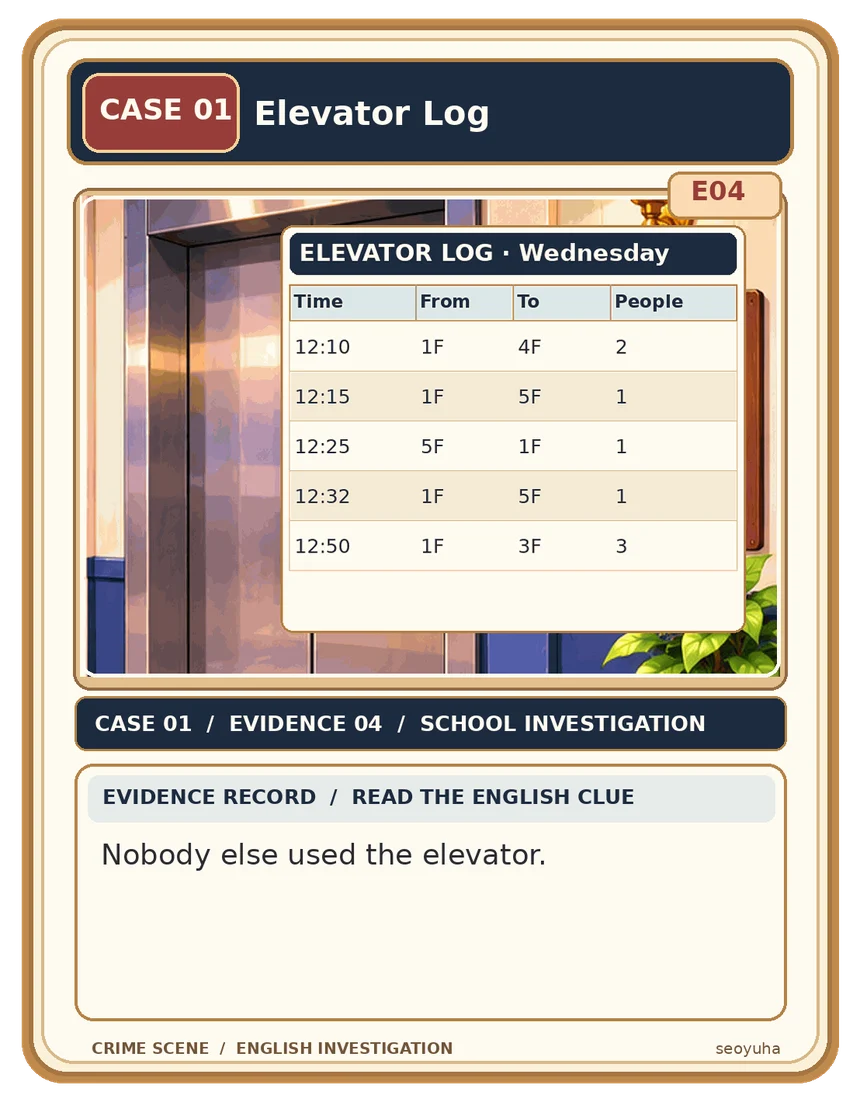 CASE 01 Elevator Log
E04
ELEVATOR LOG · Wednesday
Time From To People
12:10 1F 4F 2
12:15 1F 5F 1
12:25 5F 1F 1
12:32 1F 5F 1
12:50 1F 3F 3
CASE 01 / EVIDENCE 04 / SCHOOL INVESTIGATION
EVIDENCE RECORD / READ THE ENGLISH CLUE
Nobody else used the elevator.
CRIME SCENE / ENGLISH INVESTIGATION seoyuha